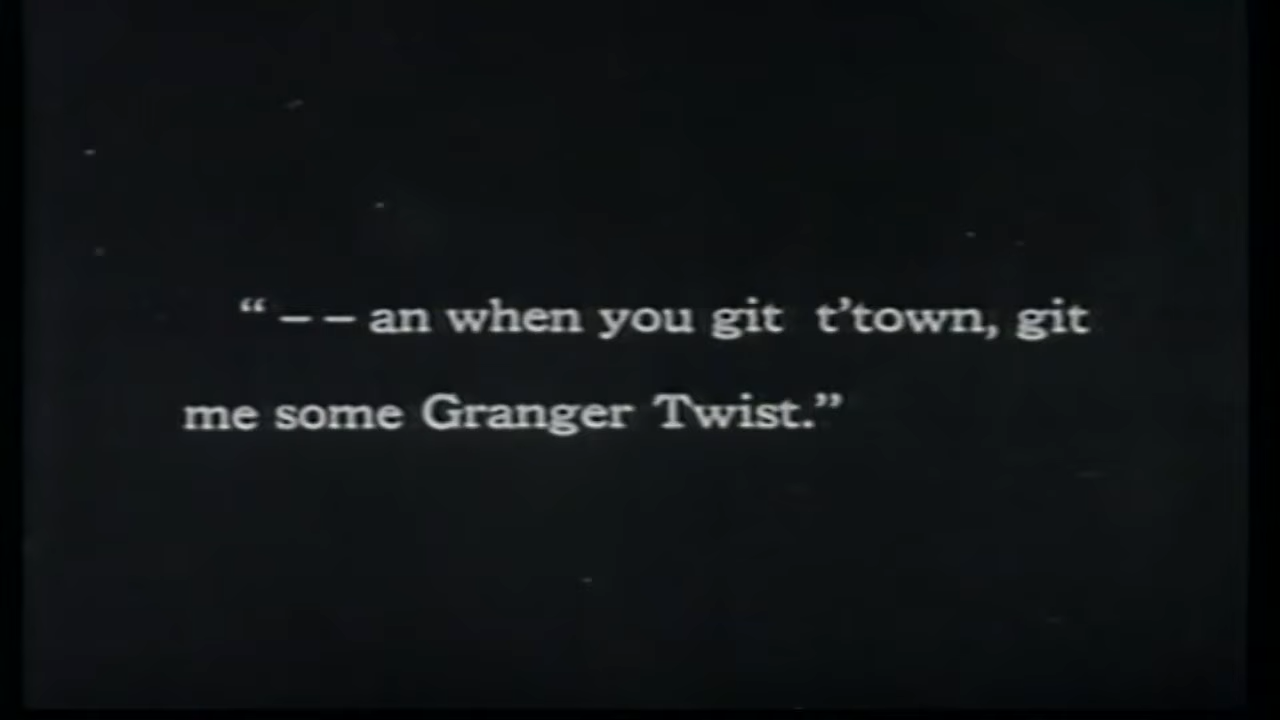 “ – – an when you git t’town, git
me some Granger Twist.”